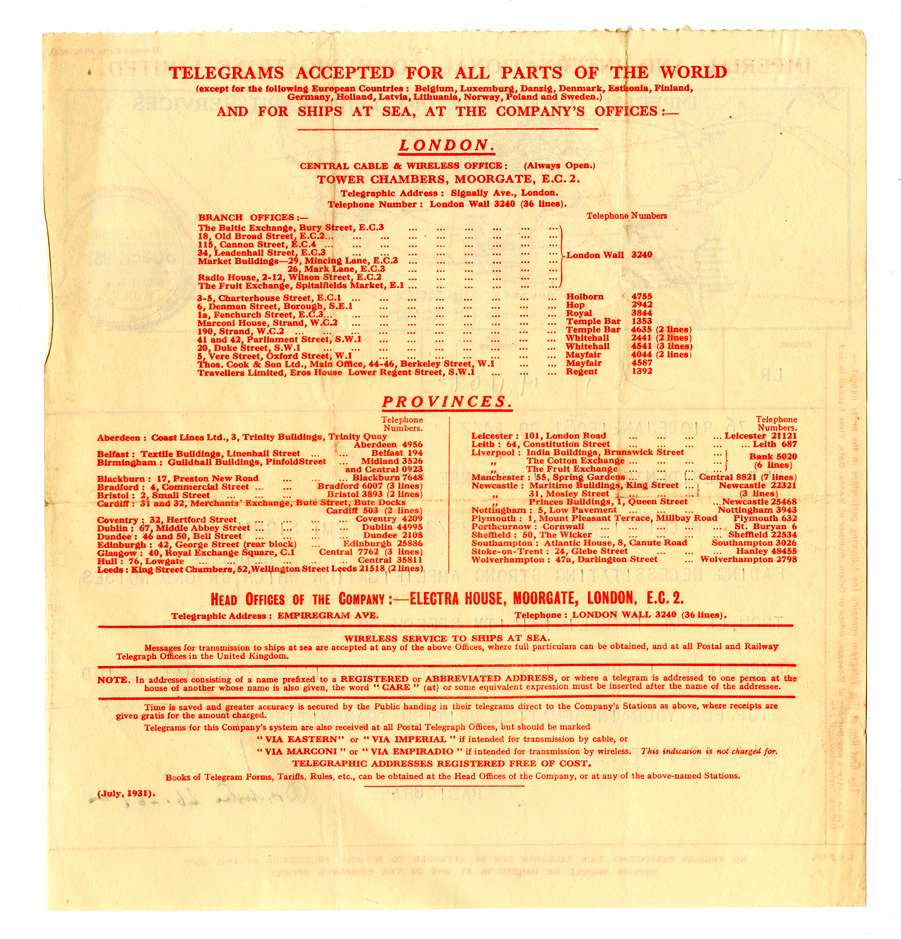 TELEGRAMS ACCEPTED FOR ALL PARTS OF THE WORLD
(except for the following European Countries : Belgium, Luxemburg, Danzig, Denmark, Esthonia, Finland,
Germany, Holland, Latvia, Lithuania, Norway, Poland and Sweden.)
AND FOR SHIPS AT SEA, AT THE COMPANY'S OFFICES :—
LONDON.
CENTRAL CABLE & WIRELESS OFFICE : (Always Open.)
TOWER CHAMBERS, MOORGATE, E.C. 2.
Telegraphic Address : Signally Ave., London.
Telephone Number : London Wall 3240 (36 lines).
BRANCH OFFICES :— Telephone Numbers
The Baltic Exchange, Bury Street, E.C.3
18, Old Broad Street, E.C.2
115, Cannon Street, E.C.4
34, Leadenhall Street, E.C.3 London Wall 3240
Market Buildings—29, Mincing Lane, E.C.3
26, Mark Lane, E.C.3
Radio House, 2-12, Wilson Street, E.C.2
The Fruit Exchange, Spitalfields Market, E.1
3-5, Charterhouse Street, E.C.1 Holborn 4755
6, Denman Street, Borough, S.E.1 Hop 2942
1a, Fenchurch Street, E.C.3 Royal 3844
Marconi House, Strand, W.C.2 Temple Bar 1353
190, Strand, W.C.2 Temple Bar 4635 (2 lines)
41 and 42, Parliament Street, S.W.1 Whitehall 2441 (2 lines)
20, Duke Street, S.W.1 Whitehall 4541 (3 lines)
5, Vere Street, Oxford Street, W.1 Mayfair 4044 (2 lines)
Thos. Cook & Son Ltd., Main Office, 44-46, Berkeley Street, W.1 Mayfair 4587
Travellers Limited, Eros House Lower Regent Street, S.W.1 Regent 1392
PROVINCES.
Telephone
Numbers.
Aberdeen : Coast Lines Ltd., 3, Trinity Buildings, Trinity Quay
Aberdeen 4956
Belfast : Textile Buildings, Linenhall Street Belfast 194
Birmingham : Guildhall Buildings, Pinfold Street Midland 3526
and Central 0923
Blackburn : 17, Preston New Road Blackburn 7648
Bradford : 4, Commercial Street Bradford 6007 (3 lines)
Bristol : 2, Small Street Bristol 3893 (2 lines)
Cardiff : 31 and 32, Merchants' Exchange, Bute Street, Bute Docks
Cardiff 503 (2 lines)
Coventry : 32, Hertford Street Coventry 4209
Dublin : 67, Middle Abbey Street Dublin 44995
Dundee : 46 and 50, Bell Street Dundee 2108
Edinburgh : 42, George Street (rear block) Edinburgh 25886
Glasgow : 40, Royal Exchange Square, C.1 Central 7762 (3 lines)
Hull : 76, Lowgate Central 35811
Leeds : King Street Chambers, 52, Wellington Street Leeds 21518 (2 lines)
Telephone
Numbers.
Leicester : 101, London Road Leicester 21121
Leith : 64, Constitution Street Leith 687
Liverpool : India Buildings, Brunswick Street
„ The Cotton Exchange Bank 5020
„ The Fruit Exchange (6 lines)
Manchester : 55, Spring Gardens Central 8821 (7 lines)
Newcastle : Maritime Buildings, King Street Newcastle 22321
„ 31, Mosley Street (3 lines)
„ Princes Buildings, 1, Queen Street Newcastle 25468
Nottingham : 5, Low Pavement Nottingham 3943
Plymouth : 1, Mount Pleasant Terrace, Millbay Road Plymouth 632
Porthcurnow : Cornwall St. Buryan 6
Sheffield : 50, The Wicker Sheffield 22534
Southampton : Atlantic House, 8, Canute Road Southampton 3026
Stoke-on-Trent : 24, Glebe Street Hanley 48455
Wolverhampton : 47a, Darlington Street Wolverhampton 2798
HEAD OFFICES OF THE COMPANY :—ELECTRA HOUSE, MOORGATE, LONDON, E.C. 2.
Telegraphic Address : EMPIREGRAM AVE. Telephone : LONDON WALL 3240 (36 lines).
WIRELESS SERVICE TO SHIPS AT SEA.
Messages for transmission to ships at sea are accepted at any of the above Offices, where full particulars can be obtained, and at all Postal and Railway
Telegraph Offices in the United Kingdom.
NOTE. In addresses consisting of a name prefixed to a REGISTERED or ABBREVIATED ADDRESS, or where a telegram is addressed to one person at the
house of another whose name is also given, the word " CARE " (at) or some equivalent expression must be inserted after the name of the addressee.
Time is saved and greater accuracy is secured by the Public handing in their telegrams direct to the Company's Stations as above, where receipts are
given gratis for the amount charged.
Telegrams for this Company's system are also received at all Postal Telegraph Offices, but should be marked
" VIA EASTERN " or " VIA IMPERIAL " if intended for transmission by cable, or
" VIA MARCONI " or " VIA EMPIRADIO " if intended for transmission by wireless. This indication is not charged for.
TELEGRAPHIC ADDRESSES REGISTERED FREE OF COST.
Books of Telegram Forms, Tariffs, Rules, etc., can be obtained at the Head Offices of the Company, or at any of the above-named Stations.
(July, 1931).